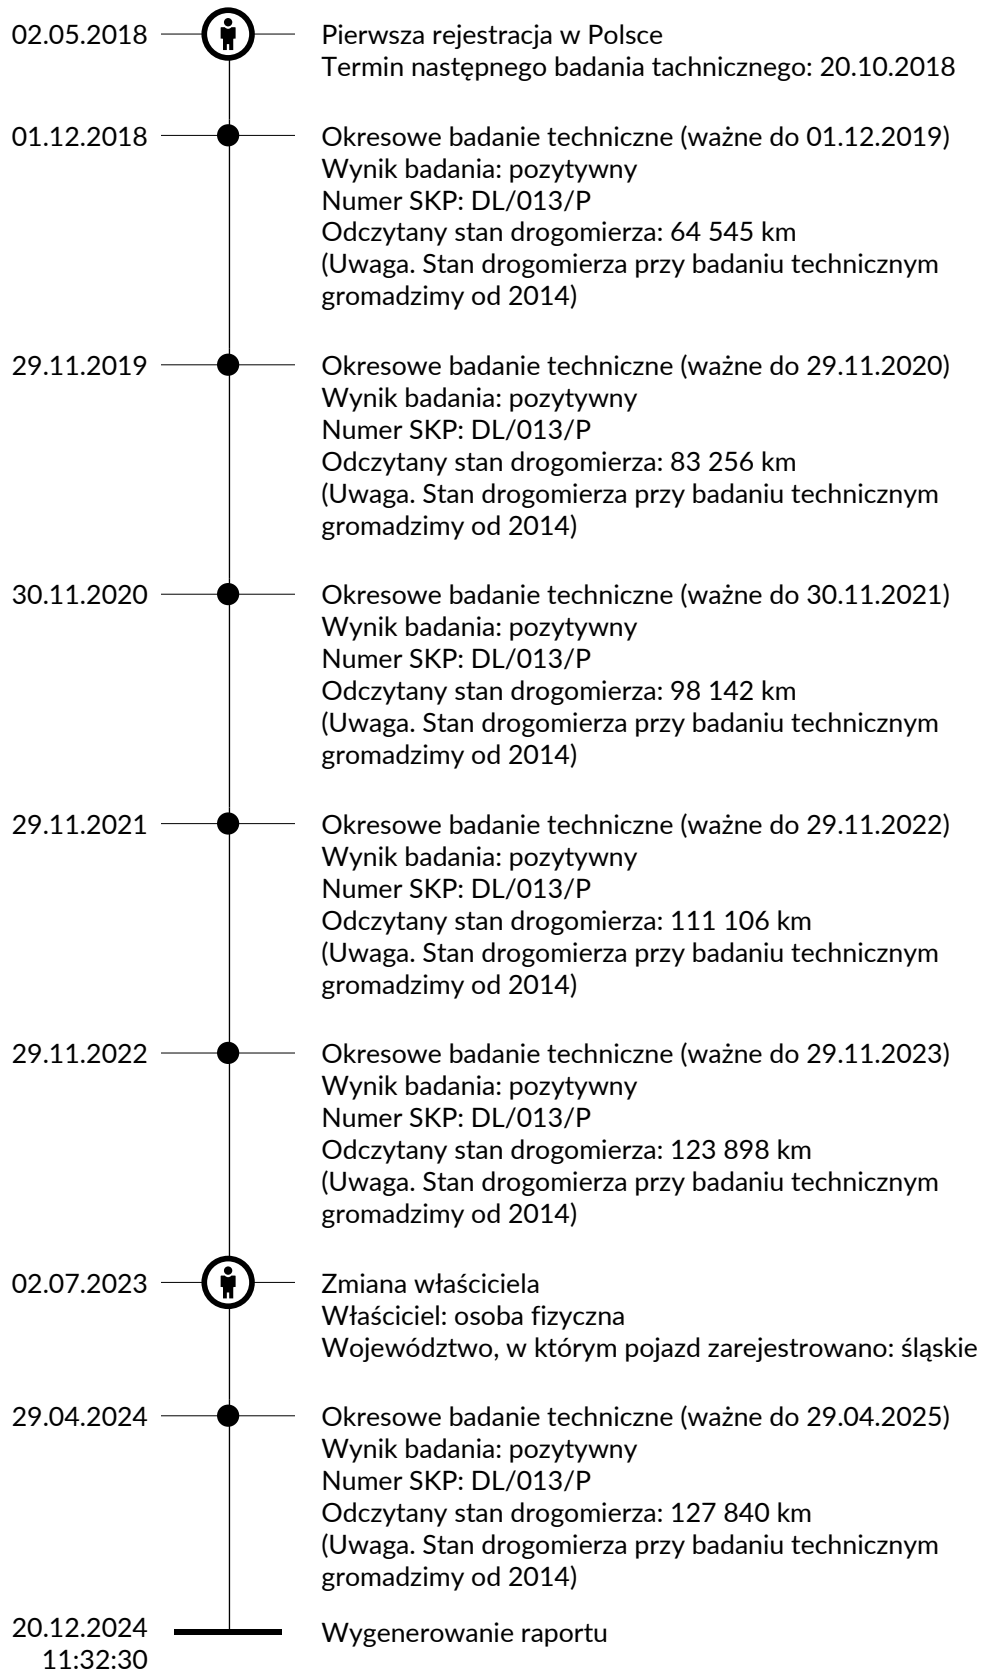 02.05.2018
Pierwsza rejestracja w Polsce
Termin następnego badania tachnicznego: 20.10.2018
01.12.2018
Okresowe badanie techniczne (ważne do 01.12.2019)
Wynik badania: pozytywny
Numer SKP: DL/013/P
Odczytany stan drogomierza: 64 545 km
(Uwaga. Stan drogomierza przy badaniu technicznym
gromadzimy od 2014)
29.11.2019
Okresowe badanie techniczne (ważne do 29.11.2020)
Wynik badania: pozytywny
Numer SKP: DL/013/P
Odczytany stan drogomierza: 83 256 km
(Uwaga. Stan drogomierza przy badaniu technicznym
gromadzimy od 2014)
30.11.2020
Okresowe badanie techniczne (ważne do 30.11.2021)
Wynik badania: pozytywny
Numer SKP: DL/013/P
Odczytany stan drogomierza: 98 142 km
(Uwaga. Stan drogomierza przy badaniu technicznym
gromadzimy od 2014)
29.11.2021
Okresowe badanie techniczne (ważne do 29.11.2022)
Wynik badania: pozytywny
Numer SKP: DL/013/P
Odczytany stan drogomierza: 111 106 km
(Uwaga. Stan drogomierza przy badaniu technicznym
gromadzimy od 2014)
29.11.2022
Okresowe badanie techniczne (ważne do 29.11.2023)
Wynik badania: pozytywny
Numer SKP: DL/013/P
Odczytany stan drogomierza: 123 898 km
(Uwaga. Stan drogomierza przy badaniu technicznym
gromadzimy od 2014)
02.07.2023
Zmiana właściciela
Właściciel: osoba fizyczna
Województwo, w którym pojazd zarejestrowano: śląskie
29.04.2024
Okresowe badanie techniczne (ważne do 29.04.2025)
Wynik badania: pozytywny
Numer SKP: DL/013/P
Odczytany stan drogomierza: 127 840 km
(Uwaga. Stan drogomierza przy badaniu technicznym
gromadzimy od 2014)
20.12.2024
11:32:30
Wygenerowanie raportu